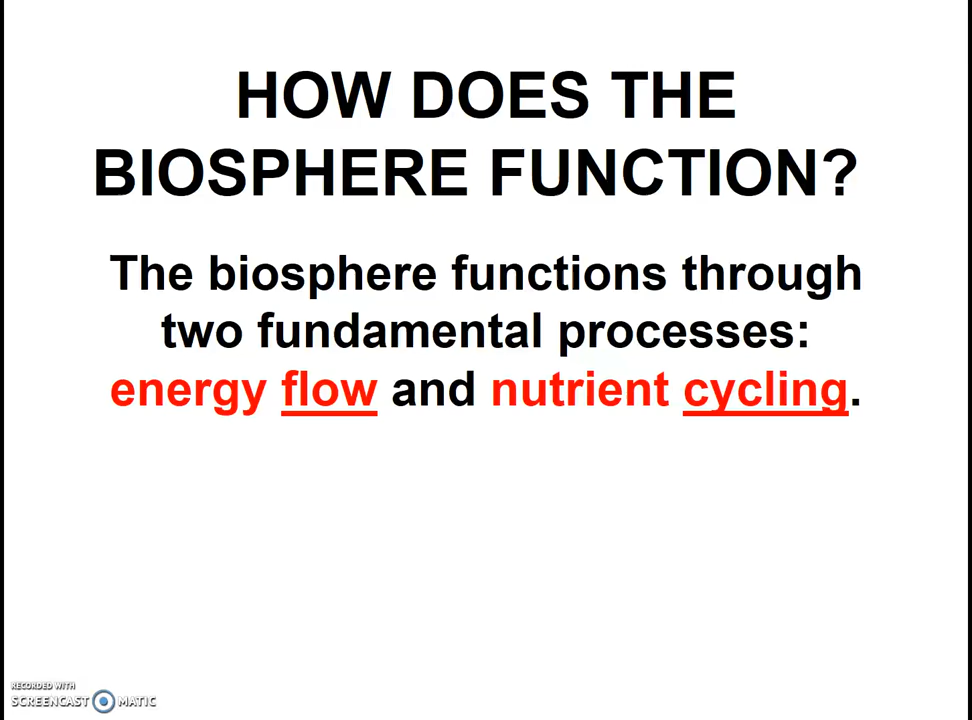 HOW DOES THE
BIOSPHERE FUNCTION?
The biosphere functions through
two fundamental processes:
energy flow and nutrient cycling.
RECORDED WITH
SCREENCAST MATIC